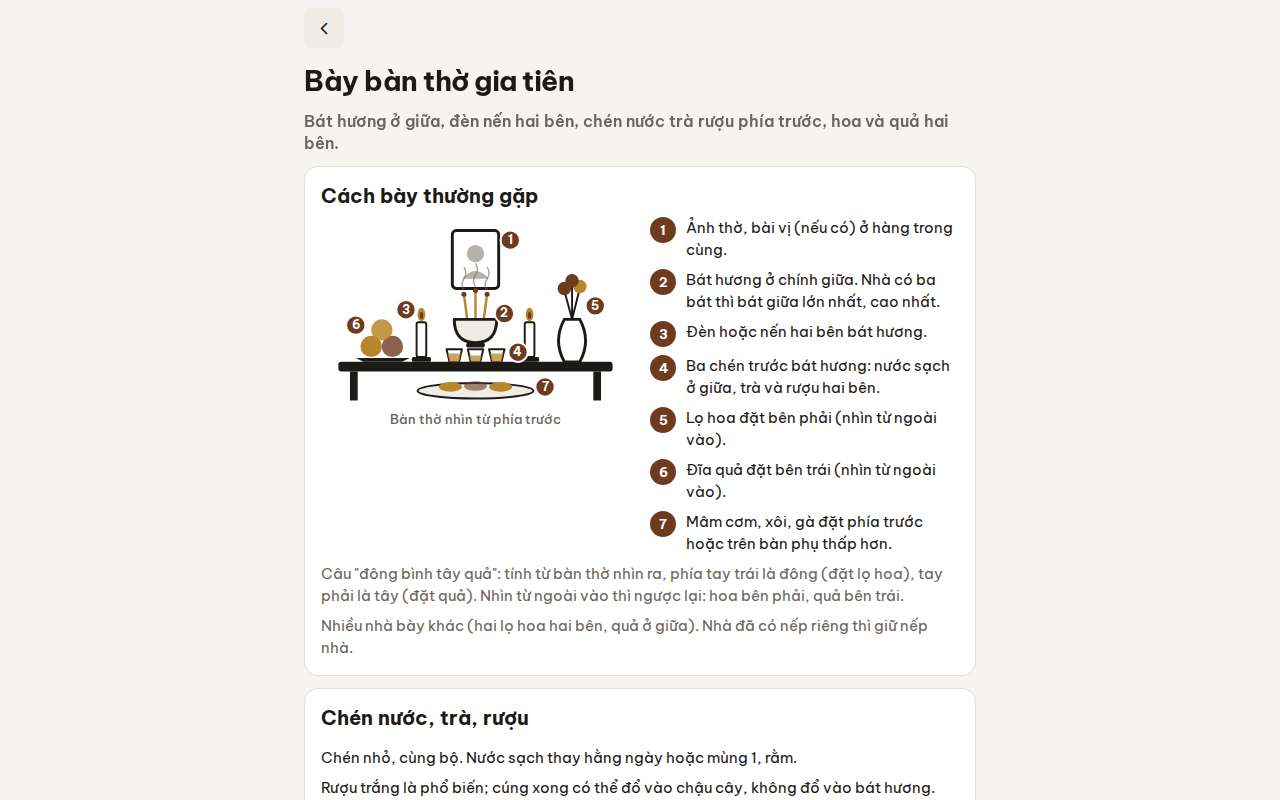 Bày bàn thờ gia tiên
Bát hương ở giữa, đèn nến hai bên, chén nước trà rượu phía trước, hoa và quả hai
bên.
Cách bày thường gặp
1
2
3
4
5
6
7
Bàn thờ nhìn từ phía trước
1 Ảnh thờ, bài vị (nếu có) ở hàng trong
cùng.
2 Bát hương ở chính giữa. Nhà có ba
bát thì bát giữa lớn nhất, cao nhất.
3 Đèn hoặc nến hai bên bát hương.
4 Ba chén trước bát hương: nước sạch
ở giữa, trà và rượu hai bên.
5 Lọ hoa đặt bên phải (nhìn từ ngoài
vào).
6 Đĩa quả đặt bên trái (nhìn từ ngoài
vào).
7 Mâm cơm, xôi, gà đặt phía trước
hoặc trên bàn phụ thấp hơn.
Câu "đông bình tây quả": tính từ bàn thờ nhìn ra, phía tay trái là đông (đặt lọ hoa), tay
phải là tây (đặt quả). Nhìn từ ngoài vào thì ngược lại: hoa bên phải, quả bên trái.
Nhiều nhà bày khác (hai lọ hoa hai bên, quả ở giữa). Nhà đã có nếp riêng thì giữ nếp
nhà.
Chén nước, trà, rượu
Chén nhỏ, cùng bộ. Nước sạch thay hằng ngày hoặc mùng 1, rằm.
Rượu trắng là phổ biến; cúng xong có thể đổ vào chậu cây, không đổ vào bát hương.